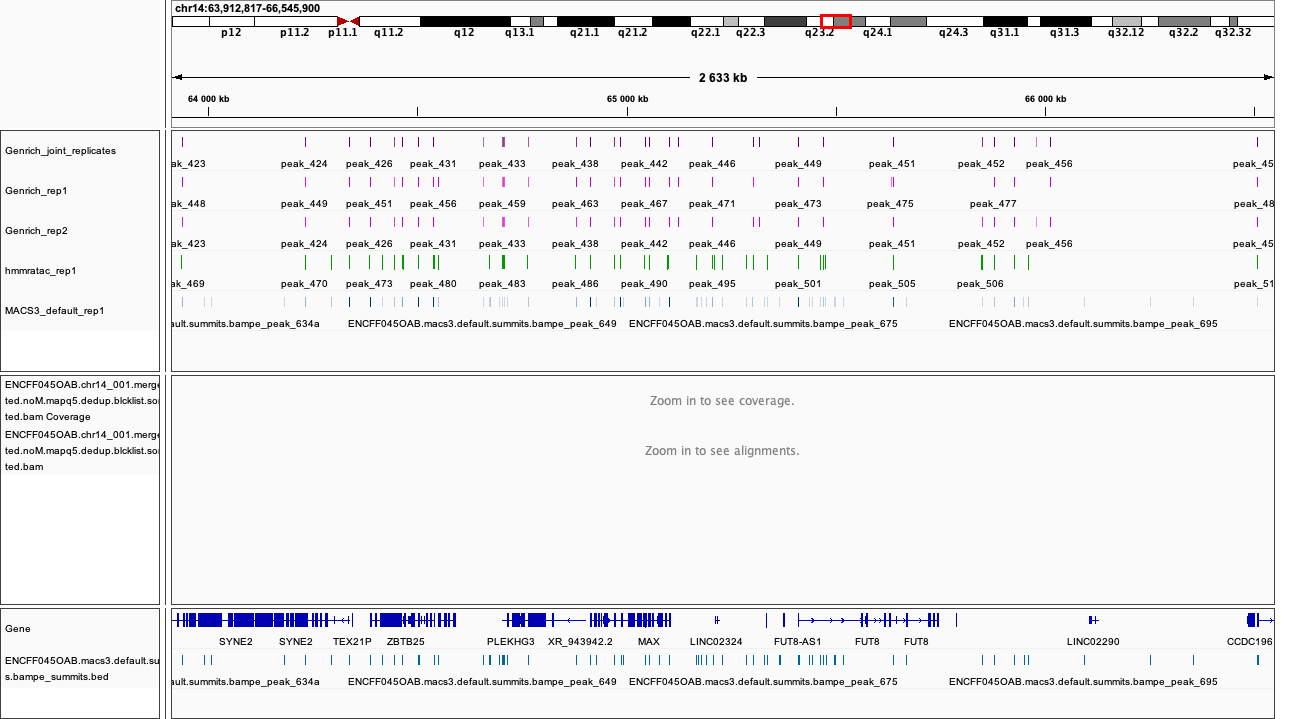 chr14:63,912,817-66,545,900
p12 p11.2 p11.1 q11.2 q12 q13.1 q21.1 q21.2 q22.1 q22.3 q23.2 q24.1 q24.3 q31.1 q31.3 q32.12 q32.2 q32.32
2 633 kb
64 000 kb 65 000 kb 66 000 kb
Genrich_joint_replicates
ak_423 peak_424 peak_426 peak_431 peak_433 peak_438 peak_442 peak_446 peak_449 peak_451 peak_452 peak_456 peak_45
Genrich_rep1
ak_448 peak_449 peak_451 peak_456 peak_459 peak_463 peak_467 peak_471 peak_473 peak_475 peak_477 peak_48
Genrich_rep2
ak_423 peak_424 peak_426 peak_431 peak_433 peak_438 peak_442 peak_446 peak_449 peak_451 peak_452 peak_456 peak_45
hmmratac_rep1
ak_469 peak_470 peak_473 peak_480 peak_483 peak_486 peak_490 peak_495 peak_501 peak_505 peak_506 peak_51
MACS3_default_rep1
ault.summits.bampe_peak_634a ENCFF045OAB.macs3.default.summits.bampe_peak_649 ENCFF045OAB.macs3.default.summits.bampe_peak_675 ENCFF045OAB.macs3.default.summits.bampe_peak_695
ENCFF045OAB.chr14_001.merge
ted.noM.mapq5.dedup.blcklist.so
ted.bam Coverage
Zoom in to see coverage.
ENCFF045OAB.chr14_001.merge
ted.noM.mapq5.dedup.blcklist.so
ted.bam
Zoom in to see alignments.
Gene
SYNE2 SYNE2 TEX21P ZBTB25 PLEKHG3 XR_943942.2 MAX LINC02324 FUT8-AS1 FUT8 FUT8 LINC02290 CCDC196
ENCFF045OAB.macs3.default.su
s.bampe_summits.bed
ault.summits.bampe_peak_634a ENCFF045OAB.macs3.default.summits.bampe_peak_649 ENCFF045OAB.macs3.default.summits.bampe_peak_675 ENCFF045OAB.macs3.default.summits.bampe_peak_695